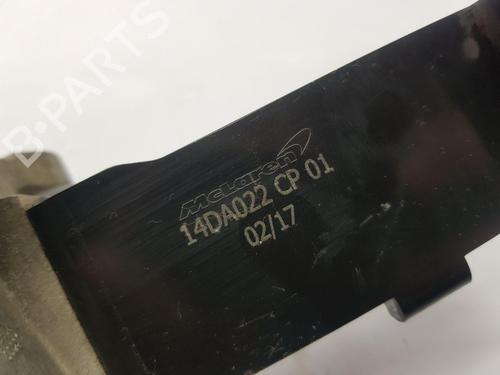 B-PARTS
McLaren
14DA022 CP 01
02/17